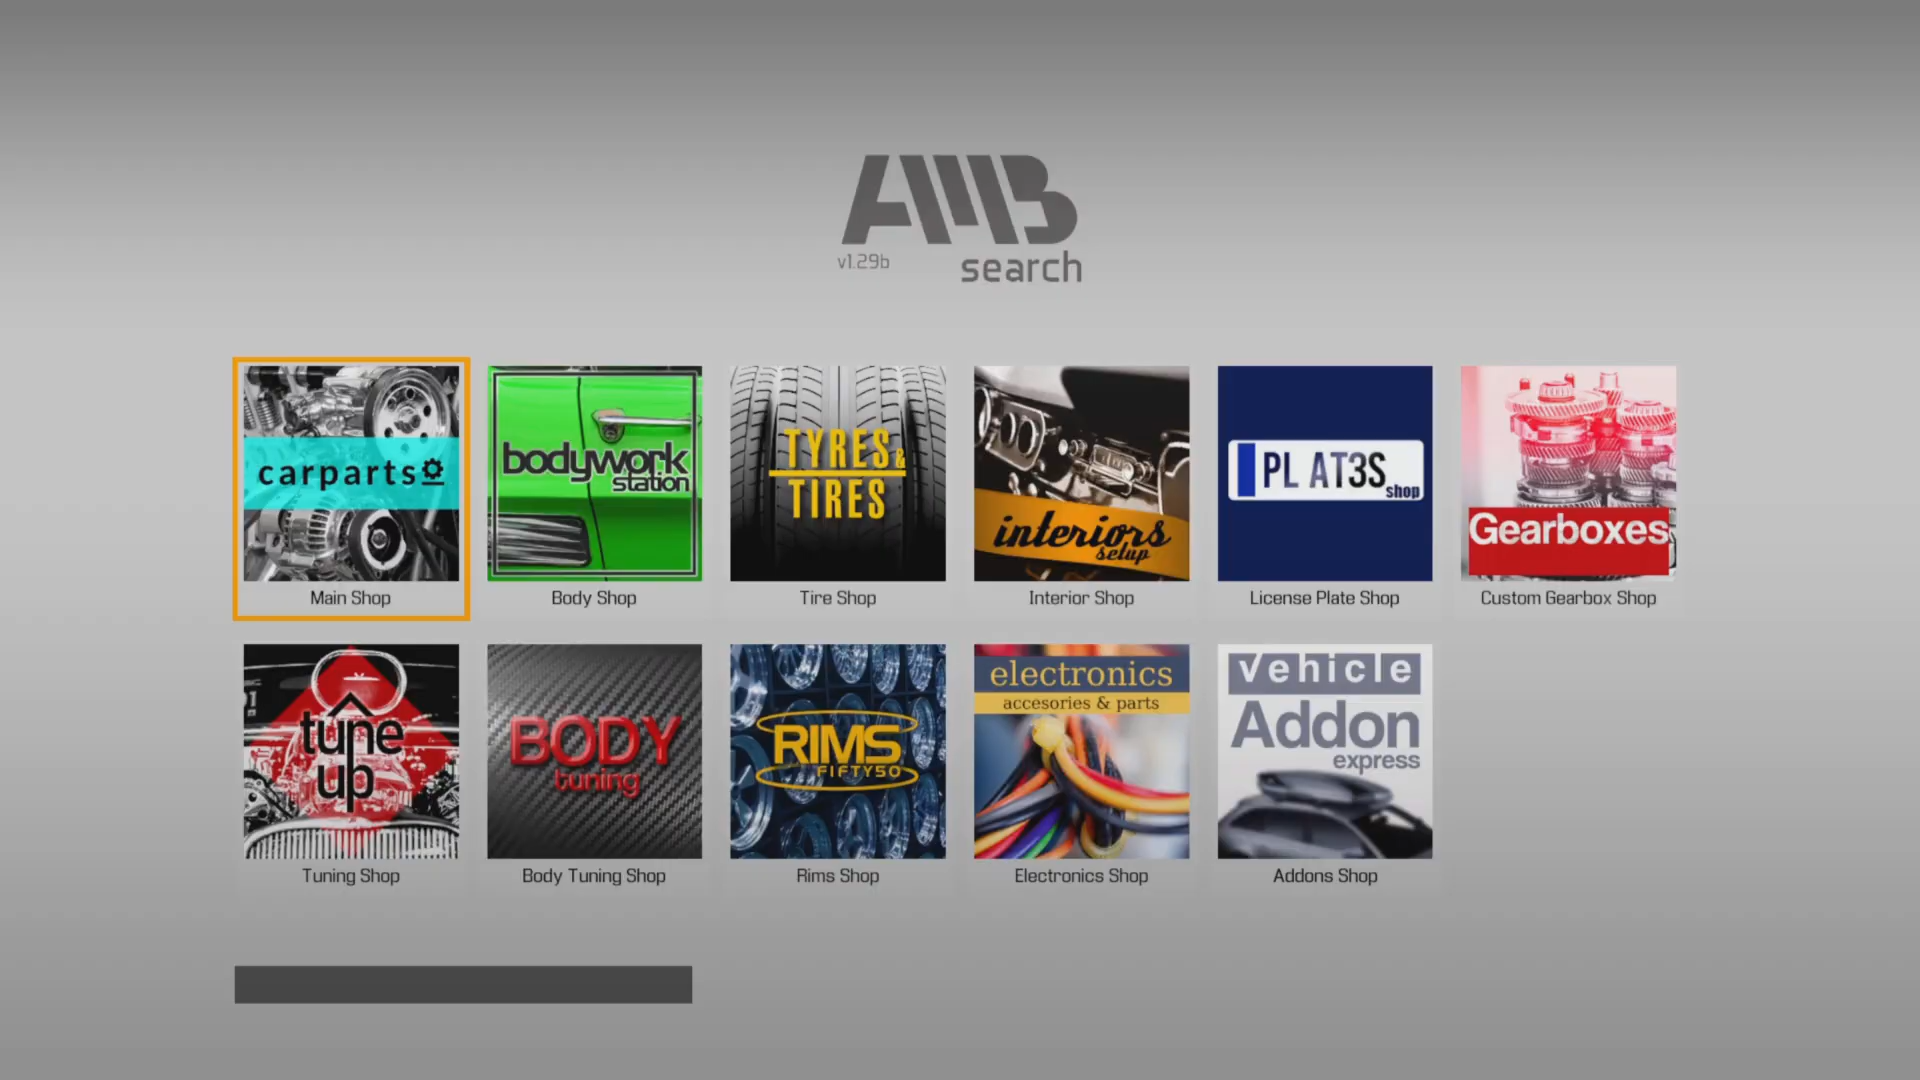 AMB
v1.29b
search
carparts
Main Shop
bodywork
station
Body Shop
TYRES &
TIRES
Tire Shop
interiors
setup
Interior Shop
PL AT3S
shop
License Plate Shop
Gearboxes
Custom Gearbox Shop
tune
up
Tuning Shop
BODY
tuning
Body Tuning Shop
RIMS
FIFTY50
Rims Shop
electronics
accesories & parts
Electronics Shop
vehicle
Addon
express
Addons Shop